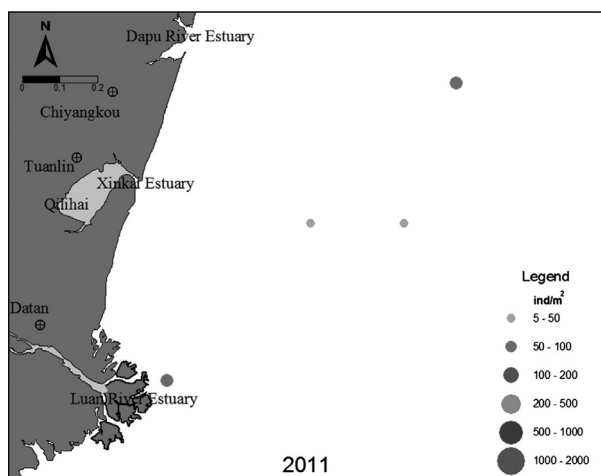 Dapu River Estuary
N
0 0.1 0.2
Chiyangkou
Tuanlin
Xinkai Estuary
Qilihai
Datan
Luan River Estuary
Legend
ind/m²
5 - 50
50 - 100
100 - 200
200 - 500
500 - 1000
1000 - 2000
2011